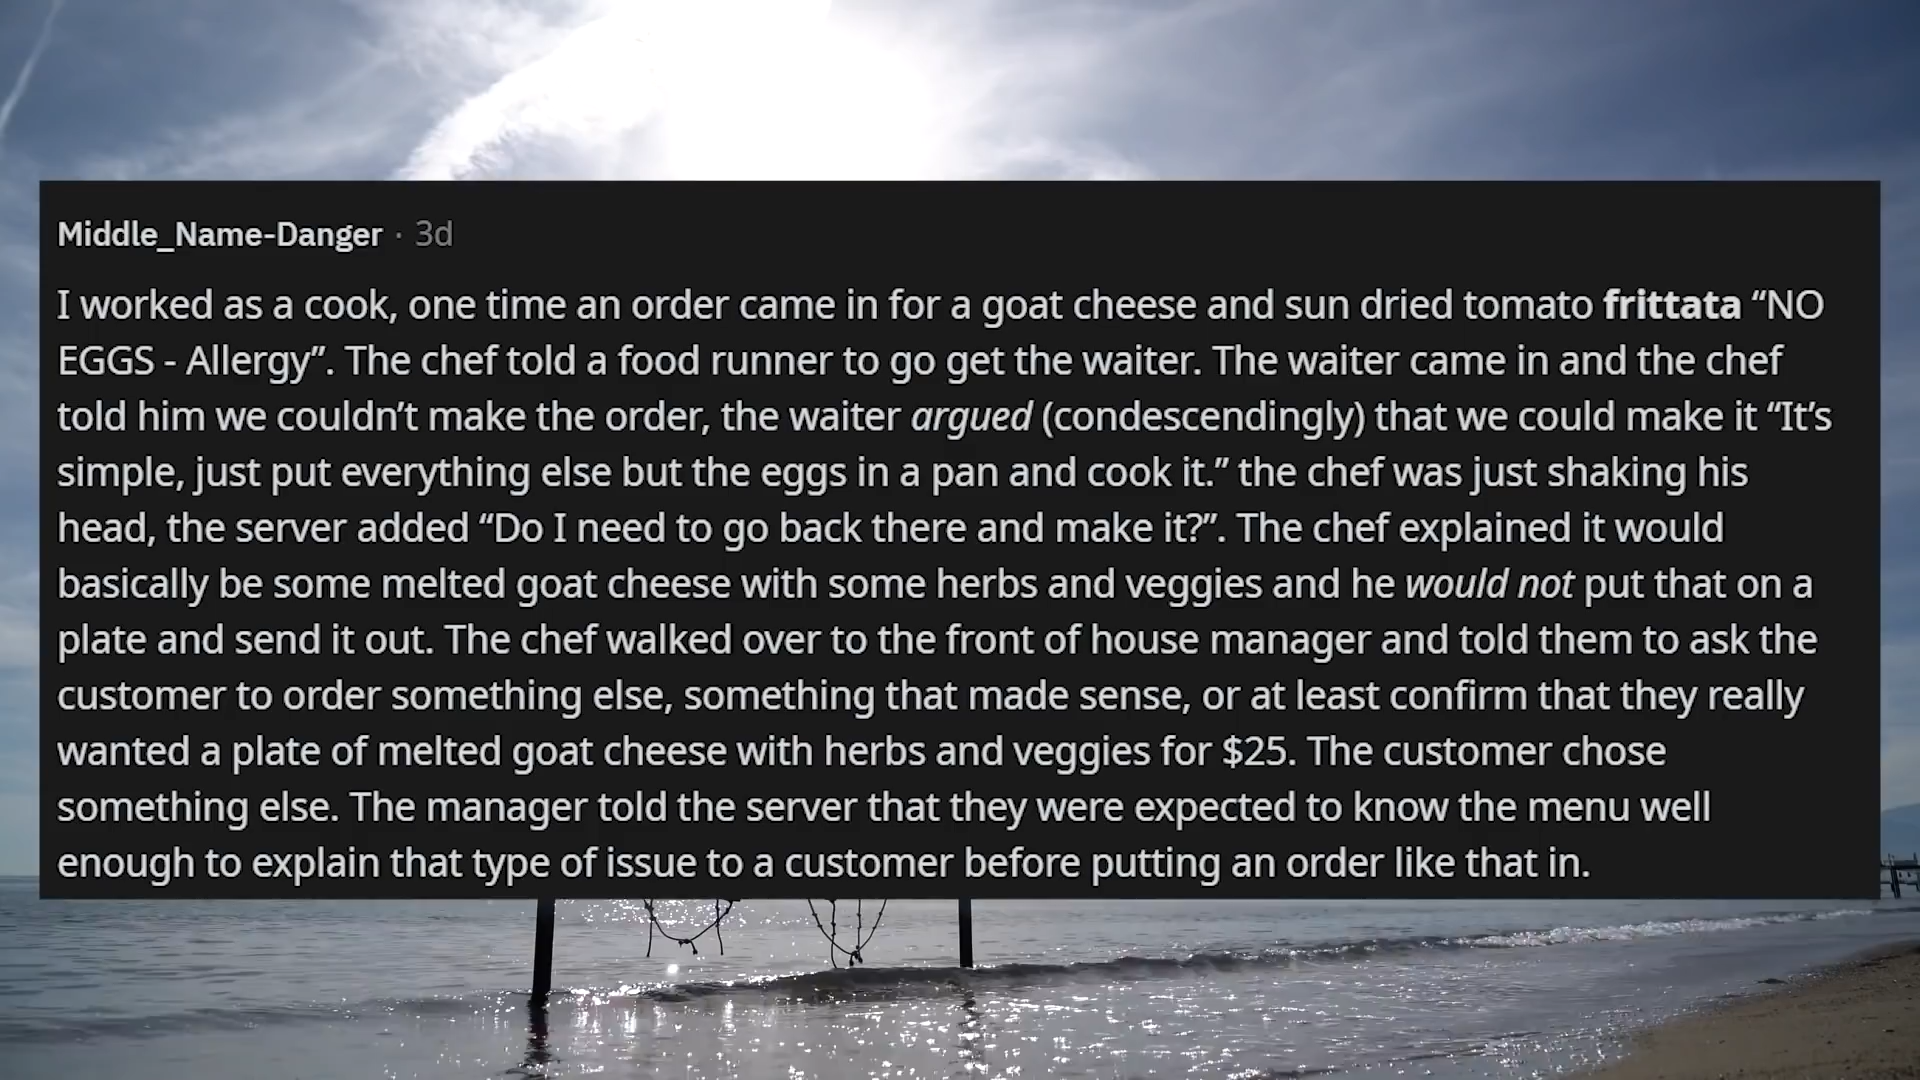 Middle_Name-Danger · 3d
I worked as a cook, one time an order came in for a goat cheese and sun dried tomato frittata “NO
EGGS - Allergy”. The chef told a food runner to go get the waiter. The waiter came in and the chef
told him we couldn’t make the order, the waiter argued (condescendingly) that we could make it “It’s
simple, just put everything else but the eggs in a pan and cook it.” the chef was just shaking his
head, the server added “Do I need to go back there and make it?”. The chef explained it would
basically be some melted goat cheese with some herbs and veggies and he would not put that on a
plate and send it out. The chef walked over to the front of house manager and told them to ask the
customer to order something else, something that made sense, or at least confirm that they really
wanted a plate of melted goat cheese with herbs and veggies for $25. The customer chose
something else. The manager told the server that they were expected to know the menu well
enough to explain that type of issue to a customer before putting an order like that in.